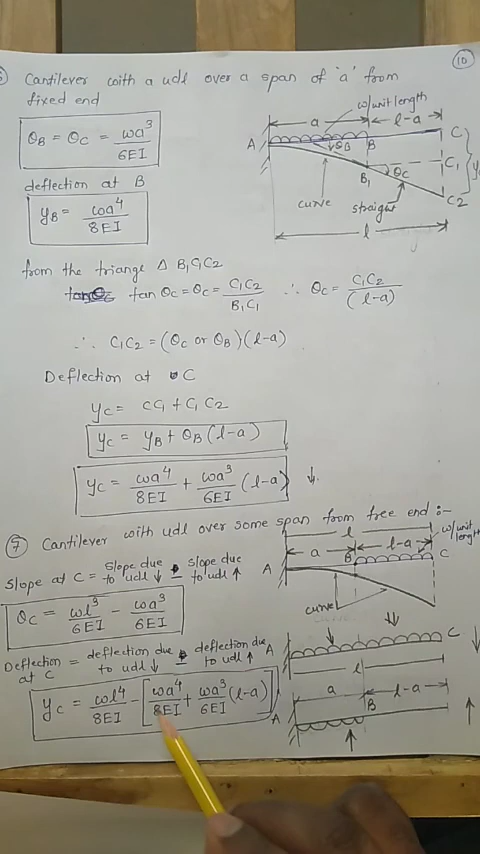 10
Cantilever with a udl over a span of 'a' from
fixed end
θB = θC = ωa³/6EI
deflection at B
yB = ωa⁴/8EI
w/unit length
a l-a
A θB B C
B₁ θC C₁
curve straight C2
l
from the triange Δ B₁C₁C2
tanθc tan θc = θc = C₁C2/B₁C₁ ∴ θc = C₁C2/(l-a)
∴ C₁C2 = (θc or θB)(l-a)
Deflection at C
yc = CC₁ + C₁C2
yc = yB + θB(l-a)
yc = ωa⁴/8EI + ωa³/6EI (l-a) ↓.
⑦ Cantilever with udl over some span from free end :-
l w/unit length
a l-a
A B C
curve
Slope at C = Slope due to udl ↓ - slope due to udl ↑
θc = ωl³/6EI - ωa³/6EI
Deflection at C = deflection due to udl ↓ - deflection due to udl ↑
yc = ωl⁴/8EI - [ωa⁴/8EI + ωa³/6EI (l-a)]
A C
l
a l-a
A B